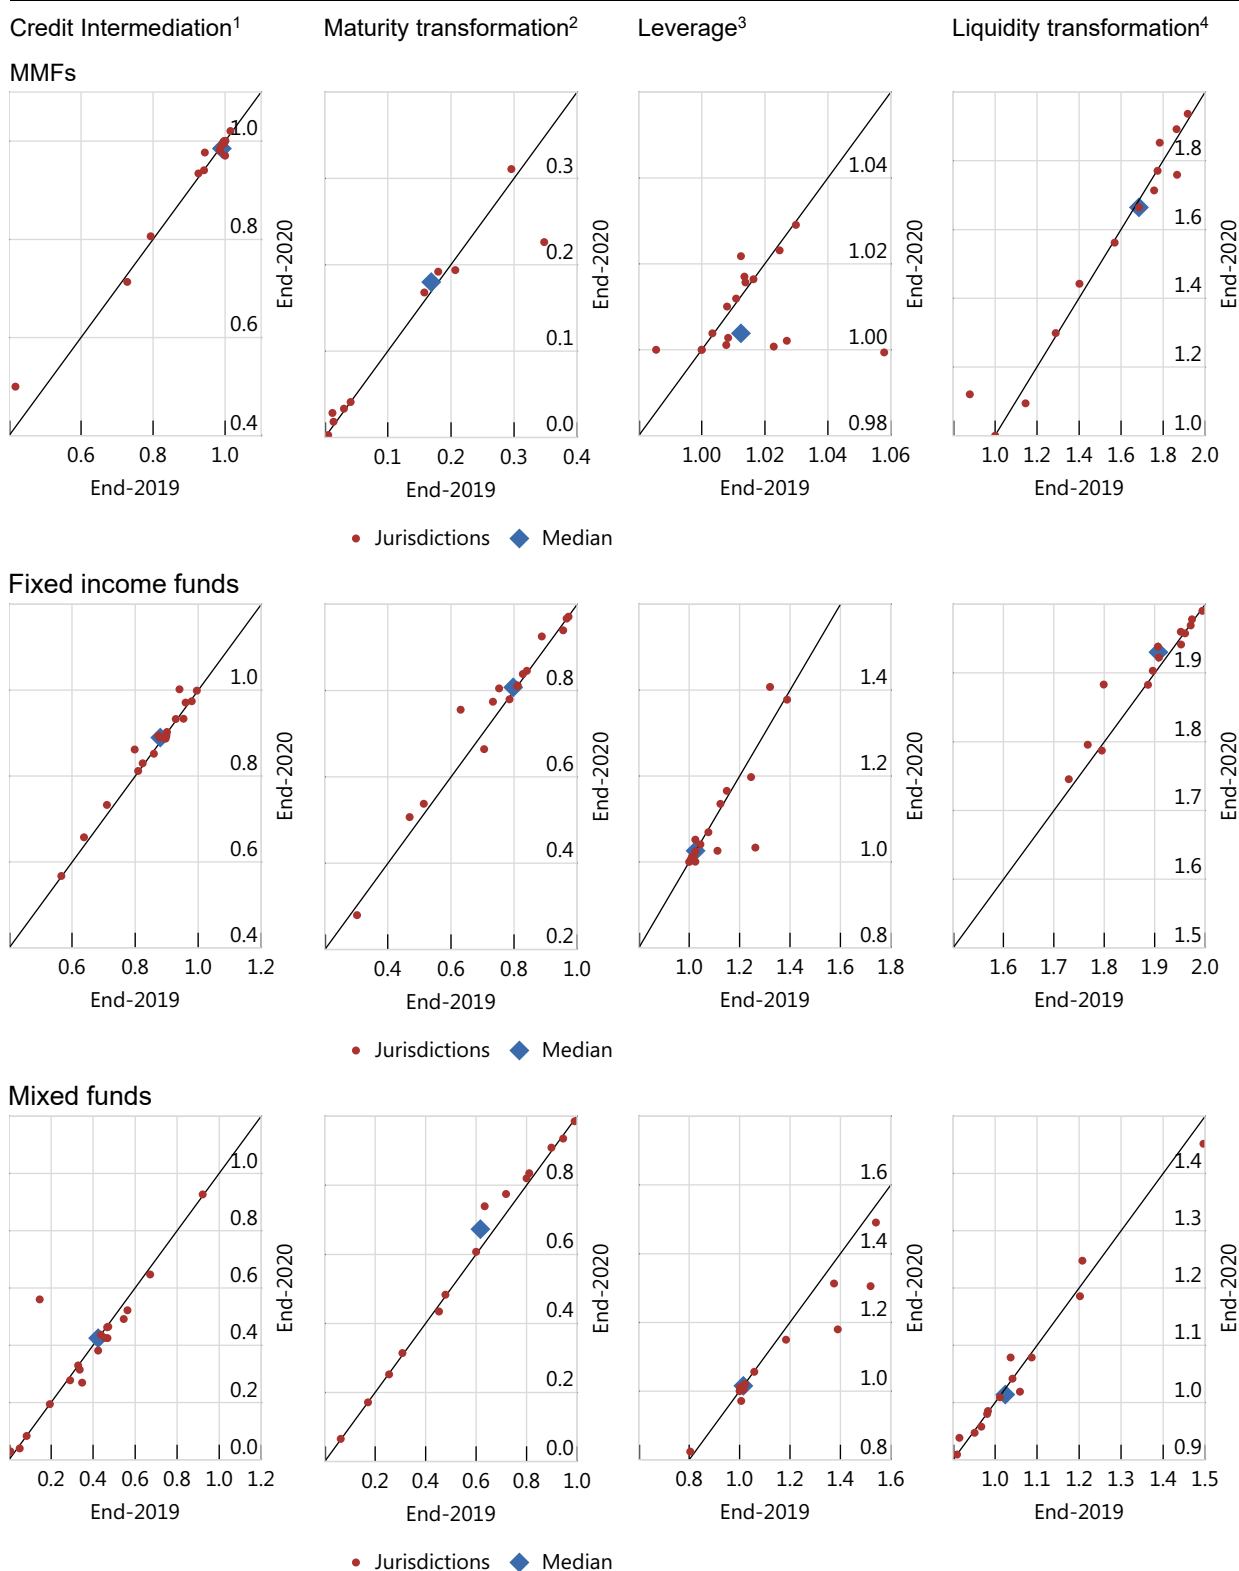 Credit Intermediation¹ Maturity transformation² Leverage³ Liquidity transformation⁴
MMFs
1.0
0.8
0.6
0.4
End-2020
0.6 0.8 1.0
End-2019
0.3
0.2
0.1
0.0
End-2020
0.1 0.2 0.3 0.4
End-2019
1.04
1.02
1.00
0.98
End-2020
1.00 1.02 1.04 1.06
End-2019
1.8
1.6
1.4
1.2
1.0
End-2020
1.0 1.2 1.4 1.6 1.8 2.0
End-2019
Jurisdictions Median
Fixed income funds
1.0
0.8
0.6
0.4
End-2020
0.6 0.8 1.0 1.2
End-2019
0.8
0.6
0.4
0.2
End-2020
0.4 0.6 0.8 1.0
End-2019
1.4
1.2
1.0
0.8
End-2020
1.0 1.2 1.4 1.6 1.8
End-2019
1.9
1.8
1.7
1.6
1.5
End-2020
1.6 1.7 1.8 1.9 2.0
End-2019
Jurisdictions Median
Mixed funds
1.0
0.8
0.6
0.4
0.2
0.0
End-2020
0.2 0.4 0.6 0.8 1.0 1.2
End-2019
0.8
0.6
0.4
0.2
0.0
End-2020
0.2 0.4 0.6 0.8 1.0
End-2019
1.6
1.4
1.2
1.0
0.8
End-2020
0.8 1.0 1.2 1.4 1.6
End-2019
1.4
1.3
1.2
1.1
1.0
0.9
End-2020
1.0 1.1 1.2 1.3 1.4 1.5
End-2019
Jurisdictions Median